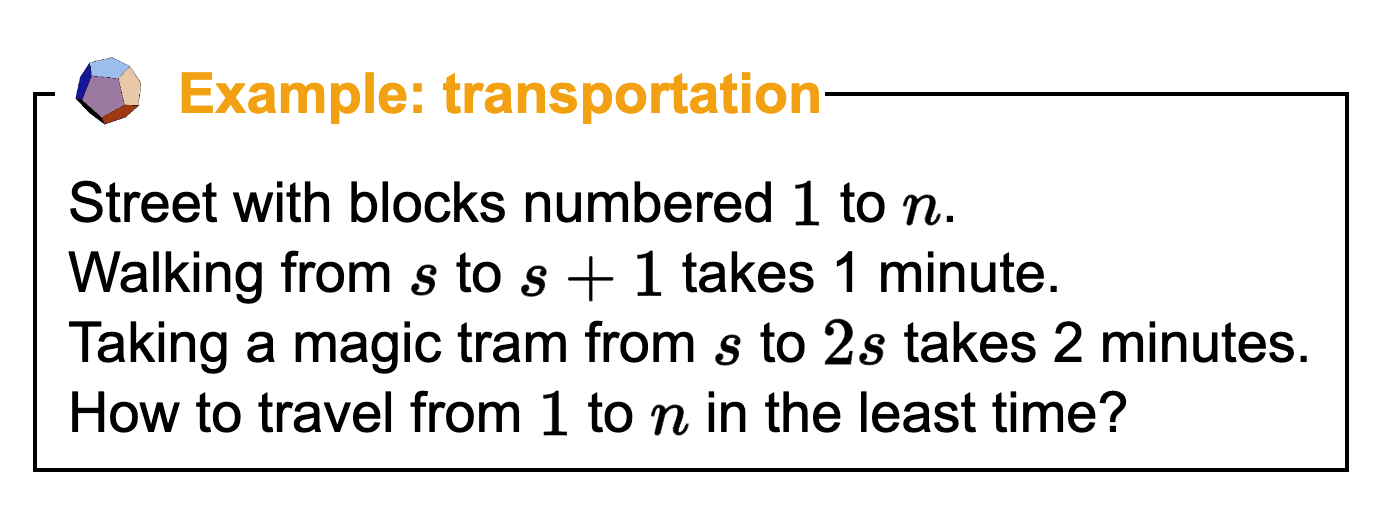 Example: transportation
Street with blocks numbered 1 to n.
Walking from s to s + 1 takes 1 minute.
Taking a magic tram from s to 2s takes 2 minutes.
How to travel from 1 to n in the least time?